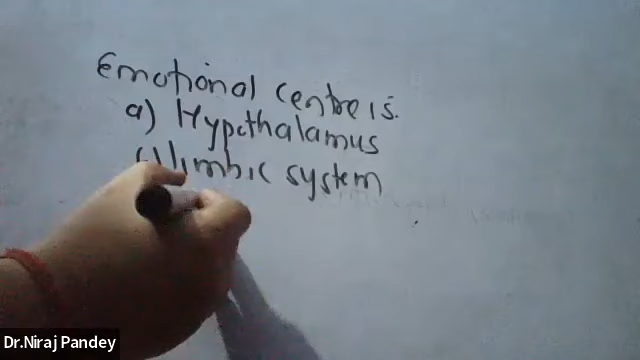 Emotional centre is.
a) Hypothalamus
limbic system
Dr.Niraj Pandey